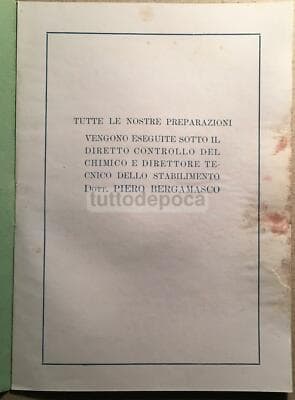 TUTTE LE NOSTRE PREPARAZIONI
VENGONO ESEGUITE SOTTO IL
DIRETTO CONTROLLO DEL
CHIMICO E DIRETTORE TE-
CNICO DELLO STABILIMENTO
DOTT. PIERO BERGAMASCO
tuttodepoca